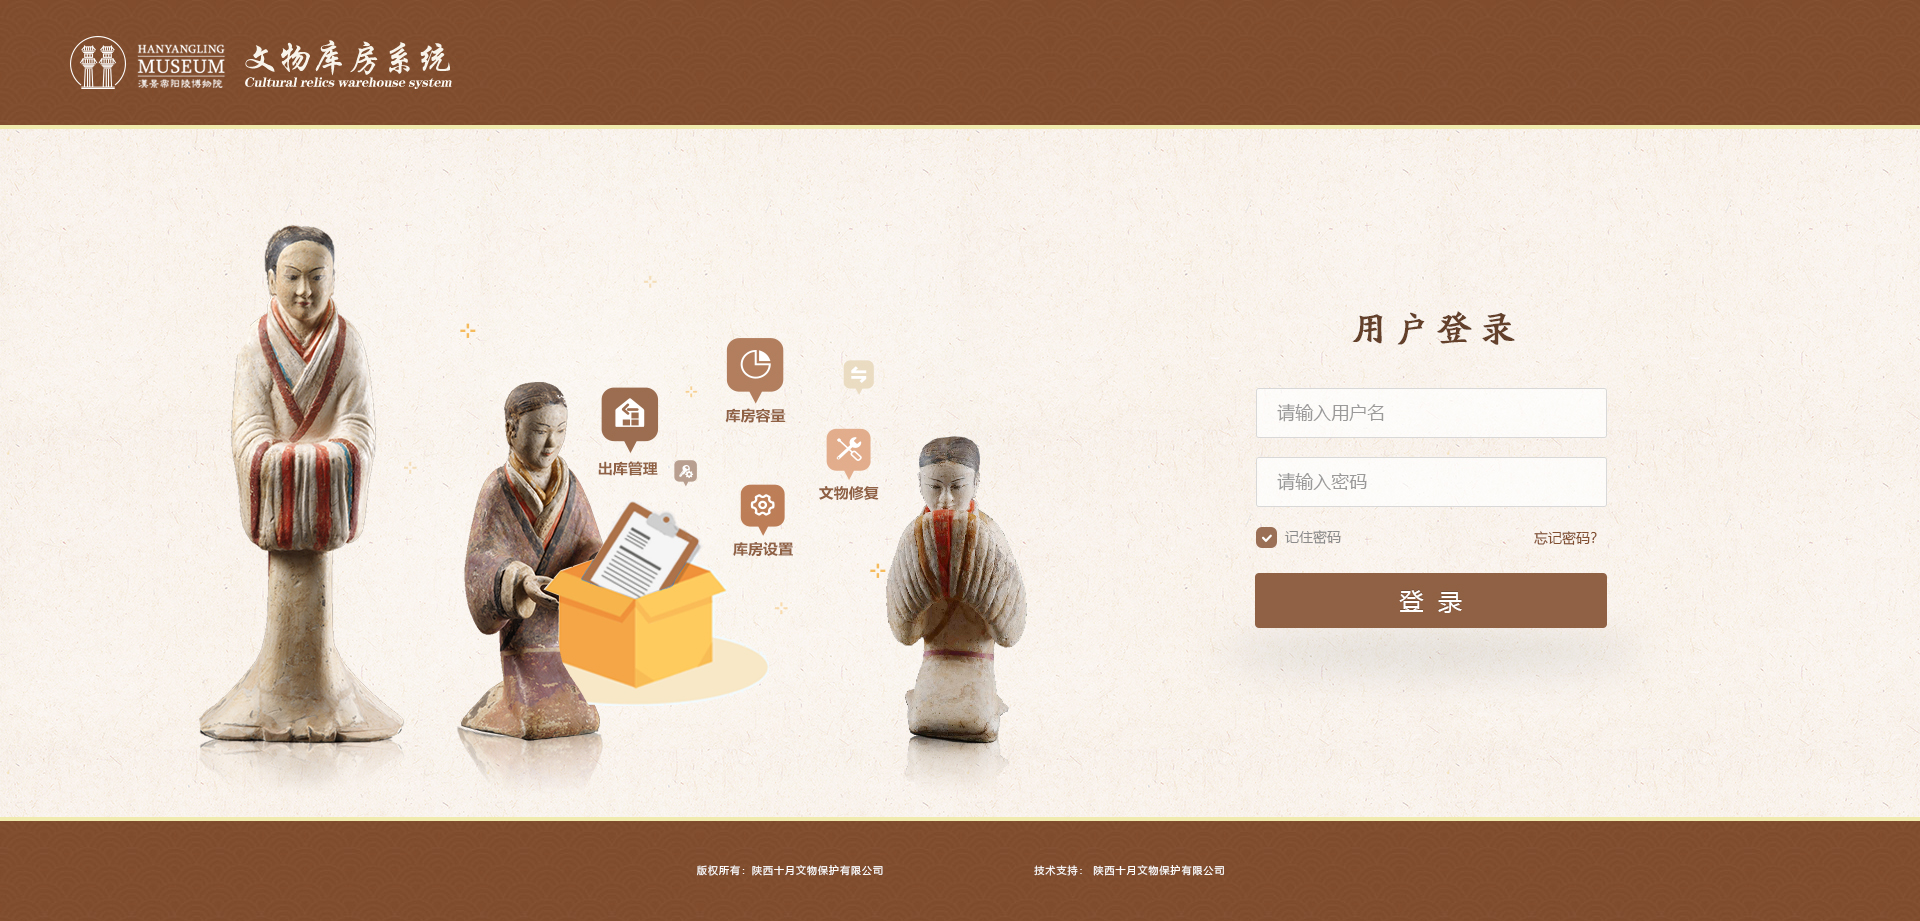 HANYANGLING
MUSEUM
漢景帝阳陵博物院
文物库房系统
Cultural relics warehouse system
库房容量
出库管理
文物修复
库房设置
用户登录
请输入用户名
请输入密码
记住密码
忘记密码?
登 录
版权所有：陕西十月文物保护有限公司
技术支持： 陕西十月文物保护有限公司